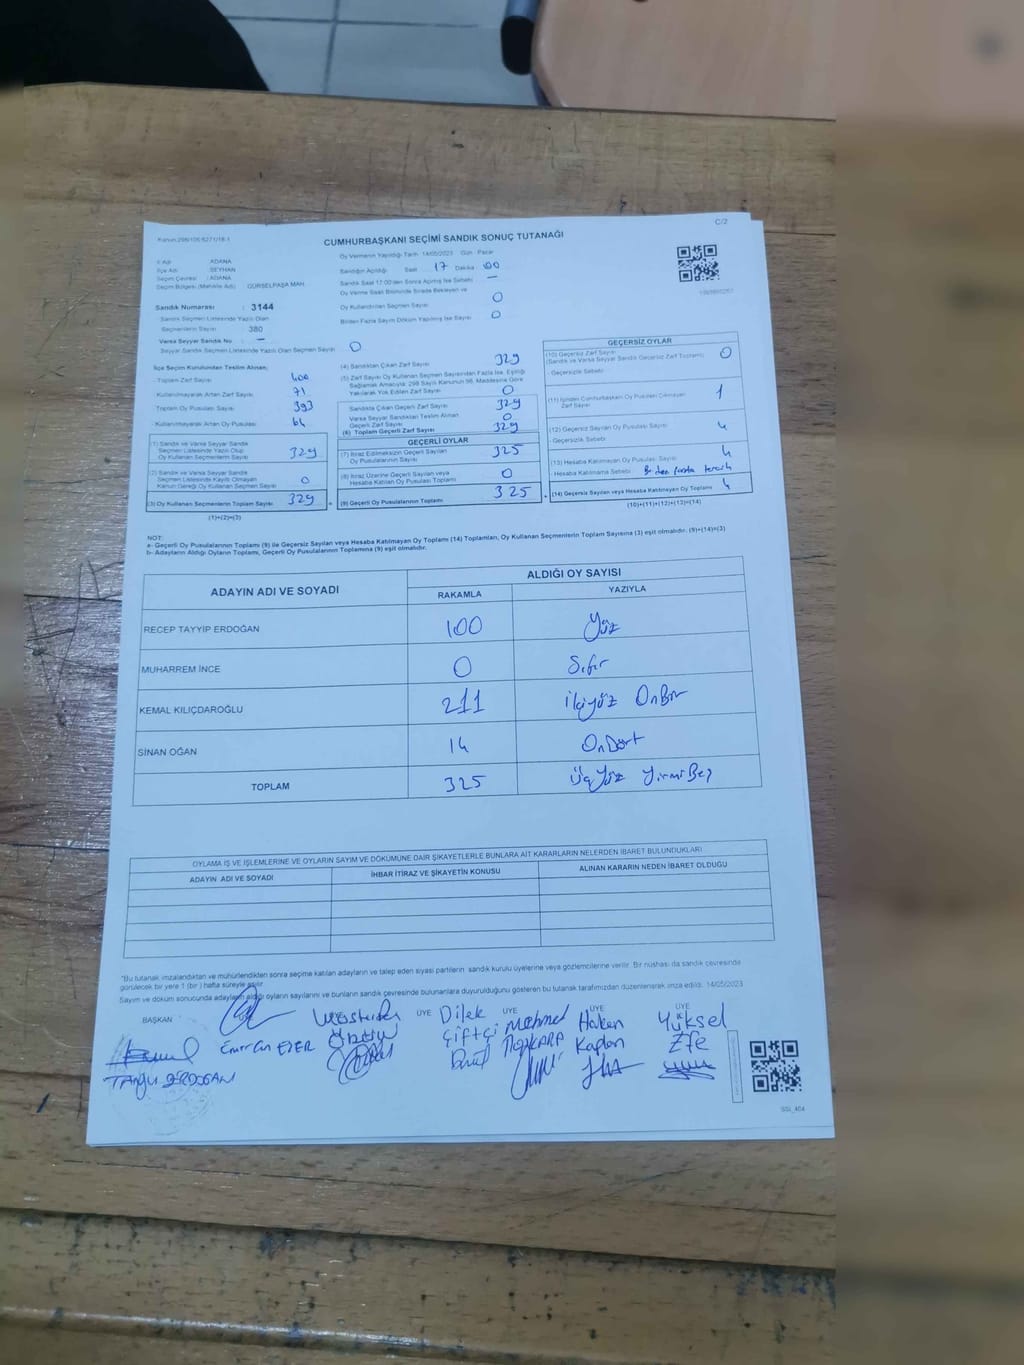 C/2
Kanun:298/105-6271/18-1
CUMHURBAŞKANI SEÇİMİ SANDIK SONUÇ TUTANAĞI
İl Adı : ADANA
İlçe Adı : SEYHAN
Seçim Çevresi : ADANA
Seçim Bölgesi (Mahalle Adı) : GÜRSELPAŞA MAH.
Sandık Numarası : 3144
Sandık Seçmen Listesinde Yazılı Olan
Seçmenlerin Sayısı : 380
Varsa Seyyar Sandık No : -
Seyyar Sandık Seçmen Listesinde Yazılı Olan Seçmen Sayısı : 0
Oy Vermenin Yapıldığı Tarih 14/05/2023 Gün Pazar
Sandığın Açıldığı Saat 17 Dakika 00
Sandık Saat 17:00'den Sonra Açılmış İse Sebebi : -
Oy Verme Saati Bitiminde Sırada Bekleyen ve
Oy Kullandırılan Seçmen Sayısı : 0
Birden Fazla Sayım Döküm Yapılmış İse Sayısı : 0
İlçe Seçim Kurulundan Teslim Alınan;
Toplam Zarf Sayısı : 400
Kullanılmayarak Artan Zarf Sayısı : 71
Toplam Oy Pusulası Sayısı : 393
Kullanılmayarak Artan Oy Pusulası : 64
(1) Sandık ve Varsa Seyyar Sandık
Seçmen Listesinde Yazılı Olup
Oy Kullanan Seçmenlerin Sayısı 329
(2) Sandık ve Varsa Seyyar Sandık
Seçmen Listesinde Kayıtlı Olmayan
Kanun Gereği Oy Kullanan Seçmenlerin Sayısı 0
(3) Oy Kullanan Seçmenlerin Toplam Sayısı 329
(1)+(2)=(3)
(4) Sandıktan Çıkan Zarf Sayısı 329
(5) Zarf Sayısı Oy Kullanan Seçmen Sayısından Fazla İse, Eşitliği
Sağlamak Amacıyla; 298 Sayılı Kanunun 98. Maddesine Göre
Yakılarak Yok Edilen Zarf Sayısı 0
Sandıkta Çıkan Geçerli Zarf Sayısı 329
Varsa Seyyar Sandıktan Teslim Alınan
Geçerli Zarf Sayısı 0
(6) Toplam Geçerli Zarf Sayısı 329
GEÇERLİ OYLAR
(7) İtiraz Edilmeksizin Geçerli Sayılan
Oy Pusulalarının Sayısı 325
(8) İtiraz Üzerine Geçerli Sayılan veya
Hesaba Katılan Oy Pusulası Toplamı 0
(9) Geçerli Oy Pusulalarının Toplamı 325
GEÇERSİZ OYLAR
(10) Geçersiz Zarf Sayısı
(Sandık ve Varsa Seyyar Sandık Geçersiz Zarf Toplamı) 0
- Geçersizlik Sebebi :
(11) İçinden Cumhurbaşkanı Oy Pusulası Çıkmayan
Zarf Sayısı 1
(12) Geçersiz Sayılan Oy Pusulası Sayısı 4
- Geçersizlik Sebebi :
(13) Hesaba Katılmayan Oy Pusulası Sayısı 4
- Hesaba Katılmama Sebebi : Birden fazla tercih
(14) Geçersiz Sayılan veya Hesaba Katılmayan Oy Toplamı 4
(10)+(11)+(12)+(13)=(14)
NOT:
a- Geçerli Oy Pusulaları Toplamı (9) ile Geçersiz Sayılan veya Hesaba Katılmayan Oy Toplamı (14) Toplamları, Oy Kullanan Seçmenlerin Toplam Sayısına (3) eşit olmalıdır. (9)+(14)=(3)
b- Adayların Aldığı Oyların Toplamı, Geçerli Oy Pusulalarının Toplamına (9) eşit olmalıdır.
ADAYIN ADI VE SOYADI
ALDIĞI OY SAYISI
RAKAMLA YAZIYLA
RECEP TAYYİP ERDOĞAN 100 Yüz
MUHARREM İNCE 0 Sıfır
KEMAL KILIÇDAROĞLU 211 ikiyüz OnBir
SİNAN OĞAN 14 OnDört
TOPLAM 325 Üçyüz YirmiBeş
OYLAMA İŞ VE İŞLEMLERİNE VE OYLARIN SAYIM VE DÖKÜMÜNE DAİR ŞİKAYETLERLE BUNLARA AİT KARARLARIN NELERDEN İBARET BULUNDUKLARI
ADAYIN ADI VE SOYADI İHBAR İTİRAZ VE ŞİKAYETİN KONUSU ALINAN KARARIN NEDEN İBARET OLDUĞU
*Bu tutanak imzalandıktan ve mühürlendikten sonra seçime katılan adayların ve talep eden siyasi partilerin sandık kurulu üyelerine veya gözlemcilerine verilir. Bir nüshası da sandık çevresinde
görülecek bir yere 1 (bir) hafta süreyle asılır.
Sayım ve döküm sonucunda adayların aldığı oyların sayılarını ve bunların sandık çevresinde bulunanlara duyurulduğunu gösteren bu tutanak tarafımızdan düzenlenerek imza edildi. 14/05/2023
BAŞKAN ÜYE ÜYE ÜYE ÜYE
Emircan EZER
Dilek Çiftçi
Mehmet
Hakan Kaplan
Yüksel Efe